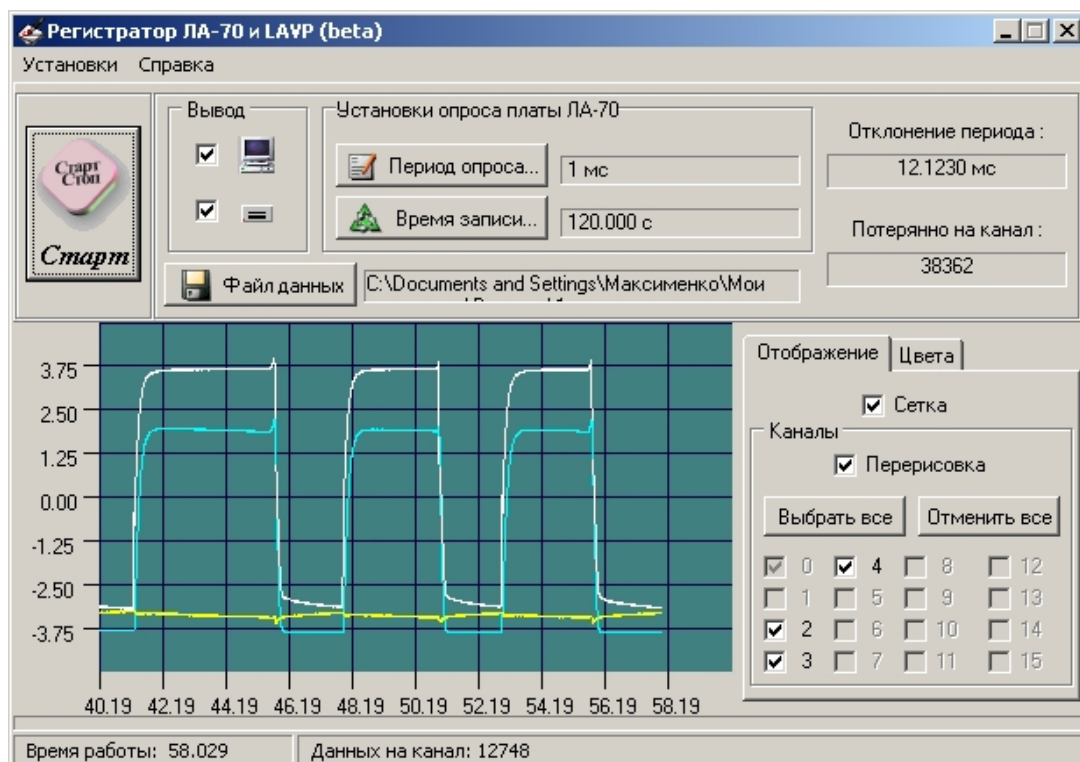 Регистратор ЛА-70 и LAVP (beta)
Установки Справка
Старт Стоп
Старт
Вывод
Установки опроса платы ЛА-70
Период опроса... 1 мс
Время записи... 120.000 с
Отклонение периода :
12.1230 мс
Потерянно на канал :
38362
Файл данных C:\Documents and Settings\Максименко\Мои
3.75
2.50
1.25
0.00
-1.25
-2.50
-3.75
40.19 42.19 44.19 46.19 48.19 50.19 52.19 54.19 56.19 58.19
Отображение Цвета
Сетка
Каналы
Перерисовка
Выбрать все Отменить все
0 4 8 12
1 5 9 13
2 6 10 14
3 7 11 15
Время работы: 58.029 Данных на канал: 12748